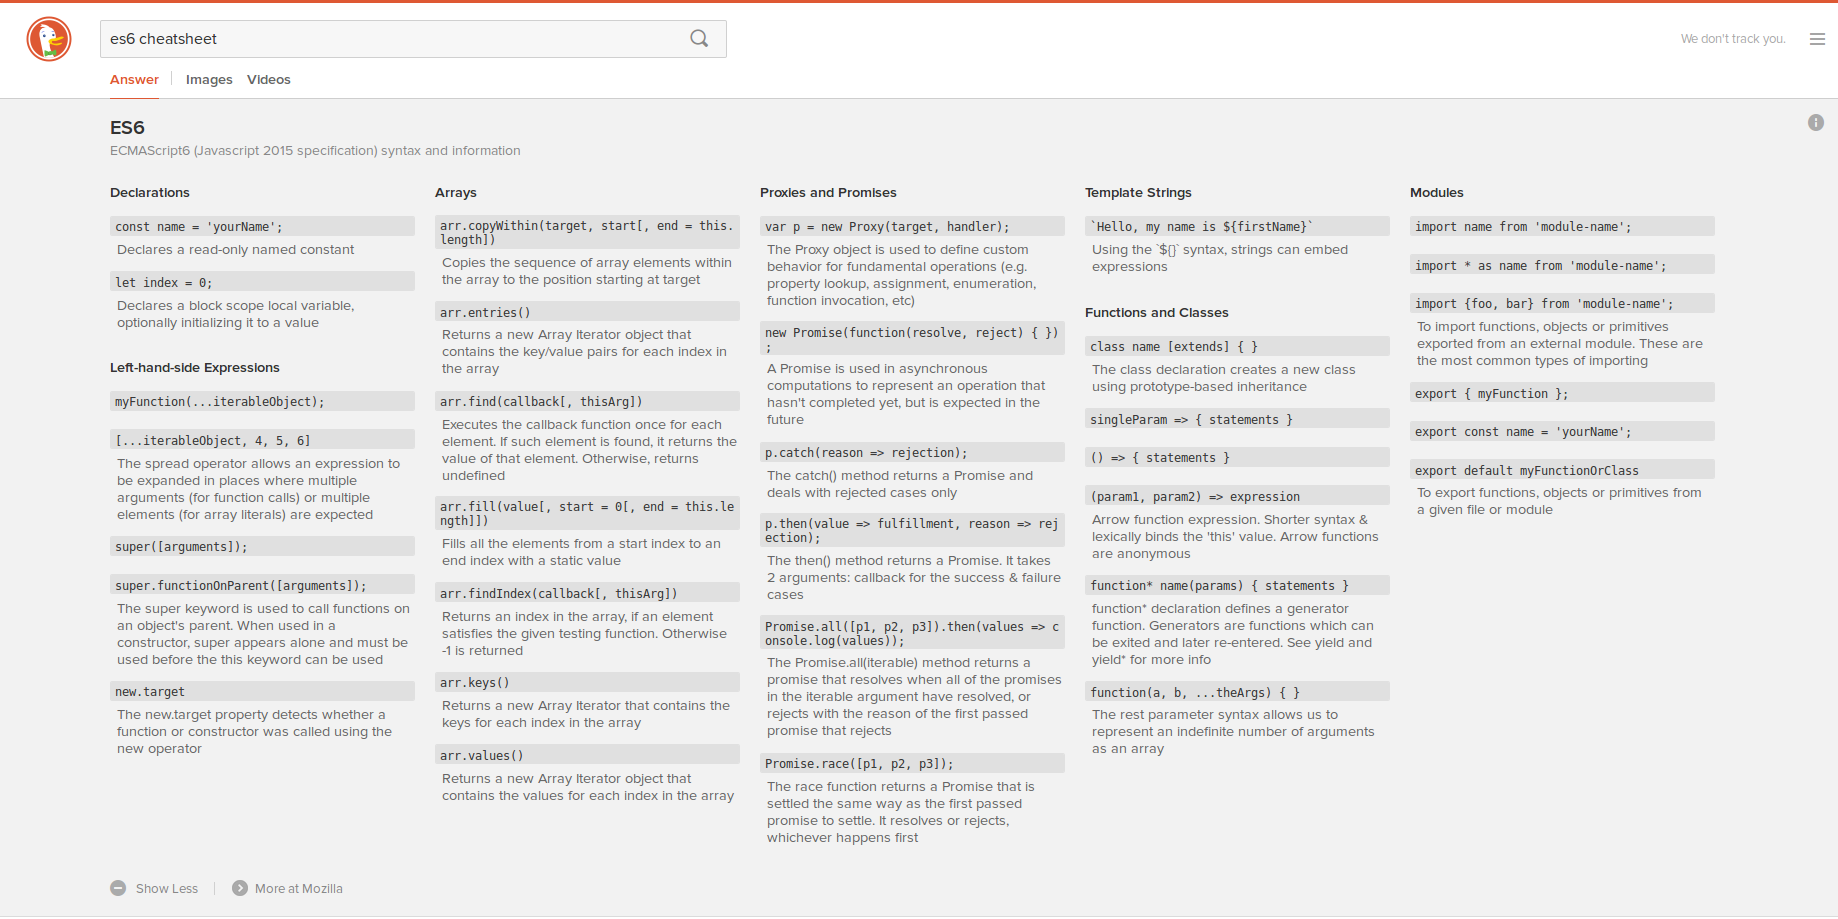 es6 cheatsheet
We don't track you.
Answer
Images
Videos
ES6
ECMAScript6 (Javascript 2015 specification) syntax and information
Declarations
const name = 'yourName';
Declares a read-only named constant
let index = 0;
Declares a block scope local variable,
optionally initializing it to a value
Left-hand-side Expressions
myFunction(...iterableObject);
[...iterableObject, 4, 5, 6]
The spread operator allows an expression to
be expanded in places where multiple
arguments (for function calls) or multiple
elements (for array literals) are expected
super([arguments]);
super.functionOnParent([arguments]);
The super keyword is used to call functions on
an object's parent. When used in a
constructor, super appears alone and must be
used before the this keyword can be used
new.target
The new.target property detects whether a
function or constructor was called using the
new operator
Arrays
arr.copyWithin(target, start[, end = this.
length])
Copies the sequence of array elements within
the array to the position starting at target
arr.entries()
Returns a new Array Iterator object that
contains the key/value pairs for each index in
the array
arr.find(callback[, thisArg])
Executes the callback function once for each
element. If such element is found, it returns the
value of that element. Otherwise, returns
undefined
arr.fill(value[, start = 0[, end = this.le
ngth]])
Fills all the elements from a start index to an
end index with a static value
arr.findIndex(callback[, thisArg])
Returns an index in the array, if an element
satisfies the given testing function. Otherwise
-1 is returned
arr.keys()
Returns a new Array Iterator that contains the
keys for each index in the array
arr.values()
Returns a new Array Iterator object that
contains the values for each index in the array
Proxies and Promises
var p = new Proxy(target, handler);
The Proxy object is used to define custom
behavior for fundamental operations (e.g.
property lookup, assignment, enumeration,
function invocation, etc)
new Promise(function(resolve, reject) { })
;
A Promise is used in asynchronous
computations to represent an operation that
hasn't completed yet, but is expected in the
future
p.catch(reason => rejection);
The catch() method returns a Promise and
deals with rejected cases only
p.then(value => fulfillment, reason => rej
ection);
The then() method returns a Promise. It takes
2 arguments: callback for the success & failure
cases
Promise.all([p1, p2, p3]).then(values => c
onsole.log(values));
The Promise.all(iterable) method returns a
promise that resolves when all of the promises
in the iterable argument have resolved, or
rejects with the reason of the first passed
promise that rejects
Promise.race([p1, p2, p3]);
The race function returns a Promise that is
settled the same way as the first passed
promise to settle. It resolves or rejects,
whichever happens first
Template Strings
`Hello, my name is ${firstName}`
Using the `${}` syntax, strings can embed
expressions
Functions and Classes
class name [extends] { }
The class declaration creates a new class
using prototype-based inheritance
singleParam => { statements }
() => { statements }
(param1, param2) => expression
Arrow function expression. Shorter syntax &
lexically binds the 'this' value. Arrow functions
are anonymous
function* name(params) { statements }
function* declaration defines a generator
function. Generators are functions which can
be exited and later re-entered. See yield and
yield* for more info
function(a, b, ...theArgs) { }
The rest parameter syntax allows us to
represent an indefinite number of arguments
as an array
Modules
import name from 'module-name';
import * as name from 'module-name';
import {foo, bar} from 'module-name';
To import functions, objects or primitives
exported from an external module. These are
the most common types of importing
export { myFunction };
export const name = 'yourName';
export default myFunctionOrClass
To export functions, objects or primitives from
a given file or module
Show Less
More at Mozilla